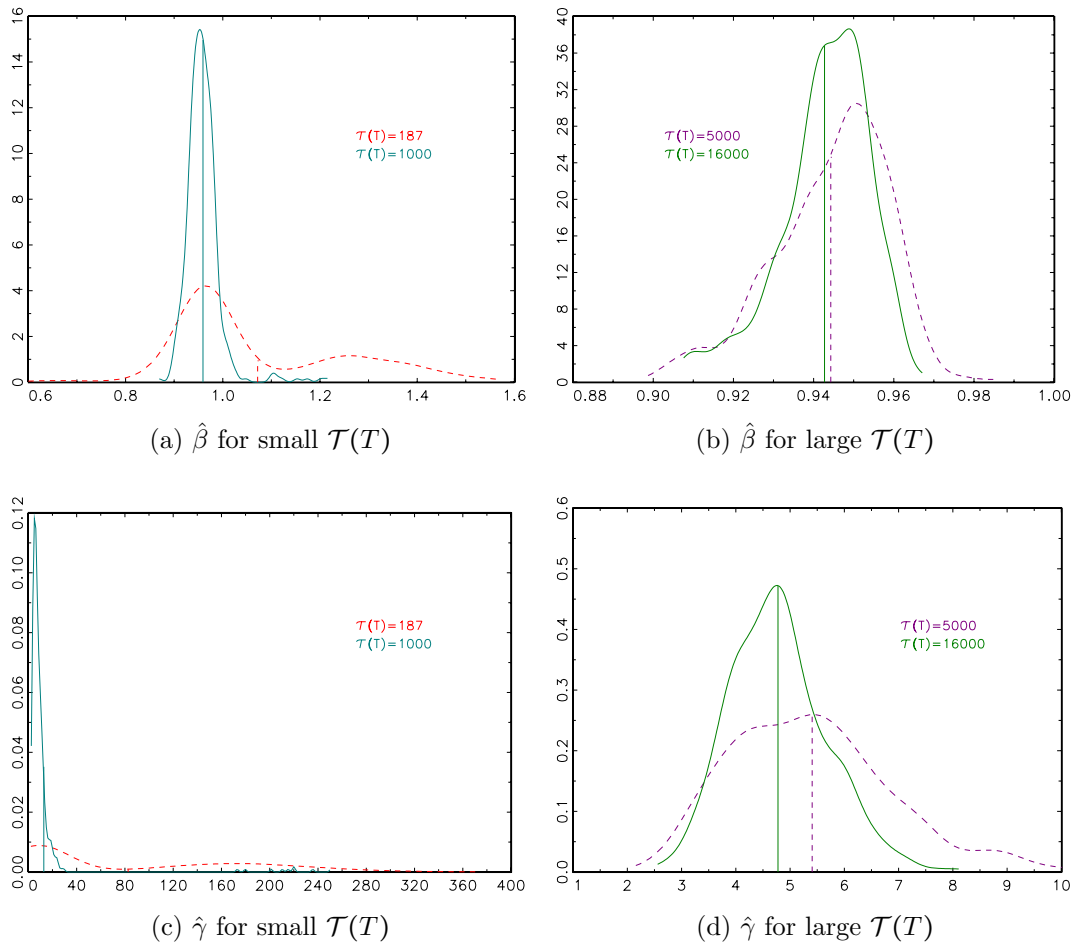 16
14
12
10
8
6
4
2
0
0.6 0.8 1.0 1.2 1.4 1.6
𝒯(T)=187
𝒯(T)=1000
(a) β̂ for small 𝒯(T)
40
36
32
28
24
20
16
12
8
4
0
0.88 0.90 0.92 0.94 0.96 0.98 1.00
𝒯(T)=5000
𝒯(T)=16000
(b) β̂ for large 𝒯(T)
0.12
0.10
0.08
0.06
0.04
0.02
0.00
0 40 80 120 160 200 240 280 320 360 400
𝒯(T)=187
𝒯(T)=1000
(c) γ̂ for small 𝒯(T)
0.6
0.5
0.4
0.3
0.2
0.1
0.0
1 2 3 4 5 6 7 8 9 10
𝒯(T)=5000
𝒯(T)=16000
(d) γ̂ for large 𝒯(T)